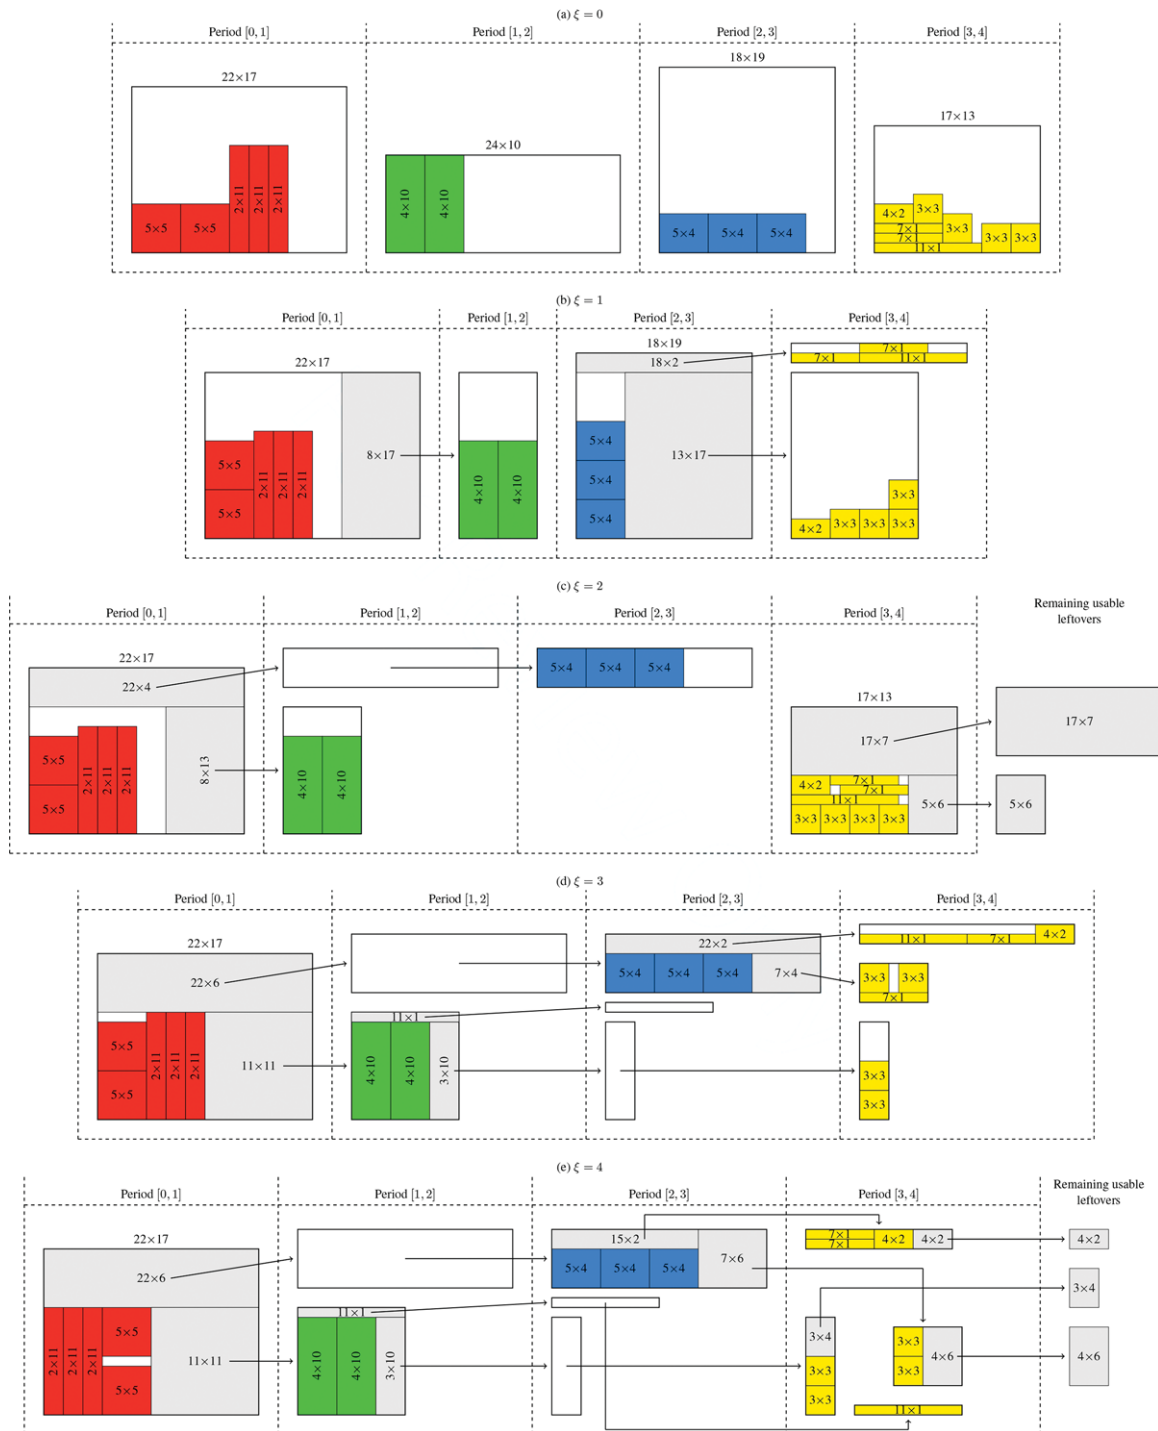 (a) ξ = 0
Period [0, 1] Period [1, 2] Period [2, 3] Period [3, 4]
22×17
24×10
18×19
17×13
5×5 5×5 2×11 2×11 2×11
4×10 4×10
5×4 5×4 5×4
4×2 3×3
7×1
7×1
3×3 3×3 3×3
11×1
(b) ξ = 1
Period [0, 1] Period [1, 2] Period [2, 3] Period [3, 4]
22×17
18×19
18×2
7×1
7×1 11×1
5×5
5×5
2×11 2×11 2×11
8×17
4×10 4×10
5×4
5×4
5×4
13×17
3×3
4×2 3×3 3×3 3×3
(c) ξ = 2
Period [0, 1] Period [1, 2] Period [2, 3] Period [3, 4]
Remaining usable
leftovers
22×17
22×4
5×5
5×5
2×11 2×11 2×11
8×13
4×10 4×10
5×4 5×4 5×4
17×13
17×7
17×7
4×2 7×1
7×1
11×1
3×3 3×3 3×3 3×3
5×6
5×6
(d) ξ = 3
Period [0, 1] Period [1, 2] Period [2, 3] Period [3, 4]
22×17
22×6
5×5
5×5
2×11 2×11 2×11
11×11
11×1
4×10 4×10 3×10
22×2
5×4 5×4 5×4 7×4
11×1 7×1 4×2
3×3 3×3
7×1
3×3
3×3
(e) ξ = 4
Period [0, 1] Period [1, 2] Period [2, 3] Period [3, 4]
Remaining usable
leftovers
22×17
22×6
2×11 2×11 2×11
5×5
5×5
11×11
11×1
4×10 4×10 3×10
15×2
5×4 5×4 5×4
7×6
7×1
7×1
4×2 4×2
3×4
3×3
3×3
3×3
3×3
4×6
11×1
4×2
3×4
4×6